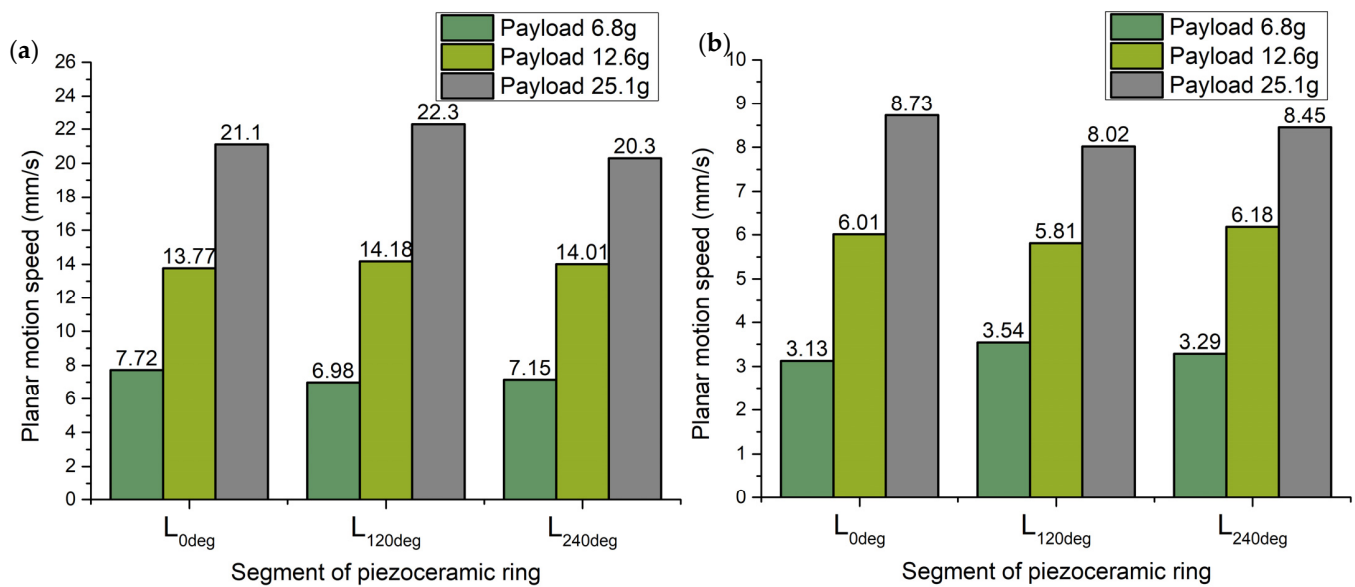 (a)
Payload 6.8g
Payload 12.6g
Payload 25.1g
Planar motion speed (mm/s)
26
24
22
20
18
16
14
12
10
8
6
4
2
0
7.72
13.77
21.1
6.98
14.18
22.3
7.15
14.01
20.3
L0deg
L120deg
L240deg
Segment of piezoceramic ring
(b)
Payload 6.8g
Payload 12.6g
Payload 25.1g
Planar motion speed (mm/s)
10
9
8
7
6
5
4
3
2
1
0
3.13
6.01
8.73
3.54
5.81
8.02
3.29
6.18
8.45
L0deg
L120deg
L240deg
Segment of piezoceramic ring